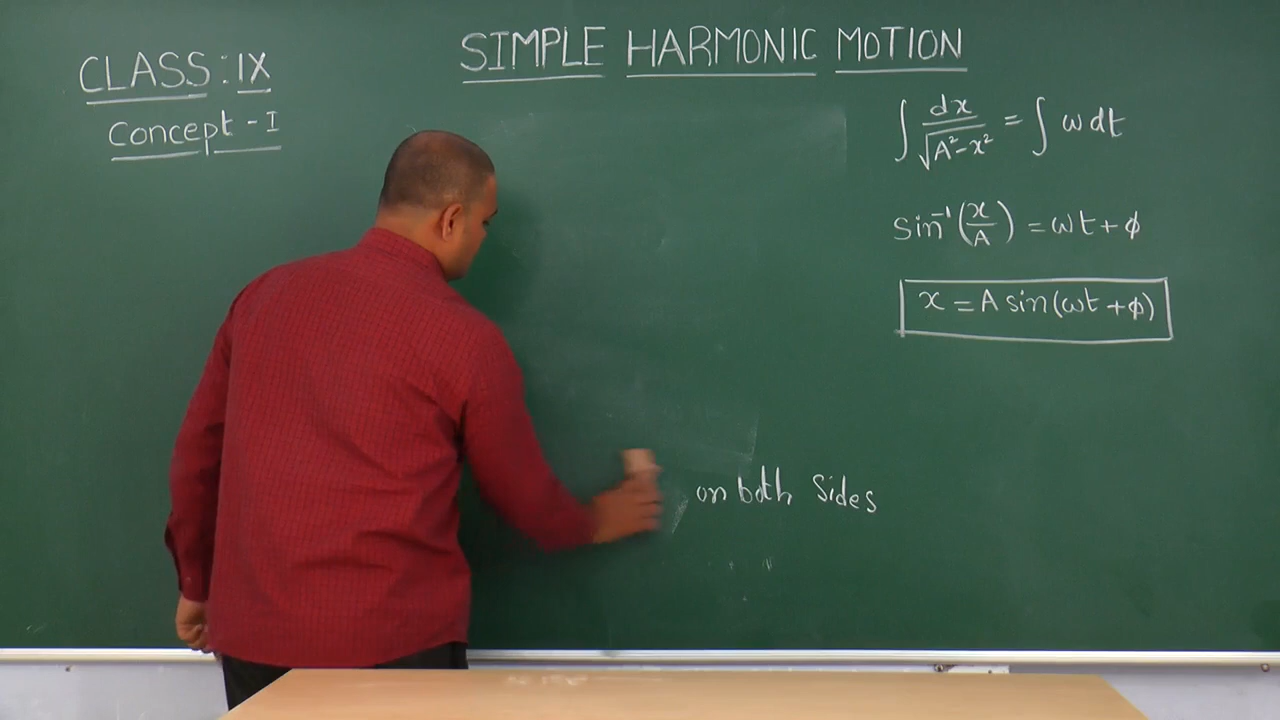 SIMPLE HARMONIC MOTION
CLASS: IX
Concept - I
∫ dx/√(A²-x²) = ∫ ω dt
sin⁻¹(x/A) = ωt + ϕ
x = A sin(ωt + ϕ)
on both sides